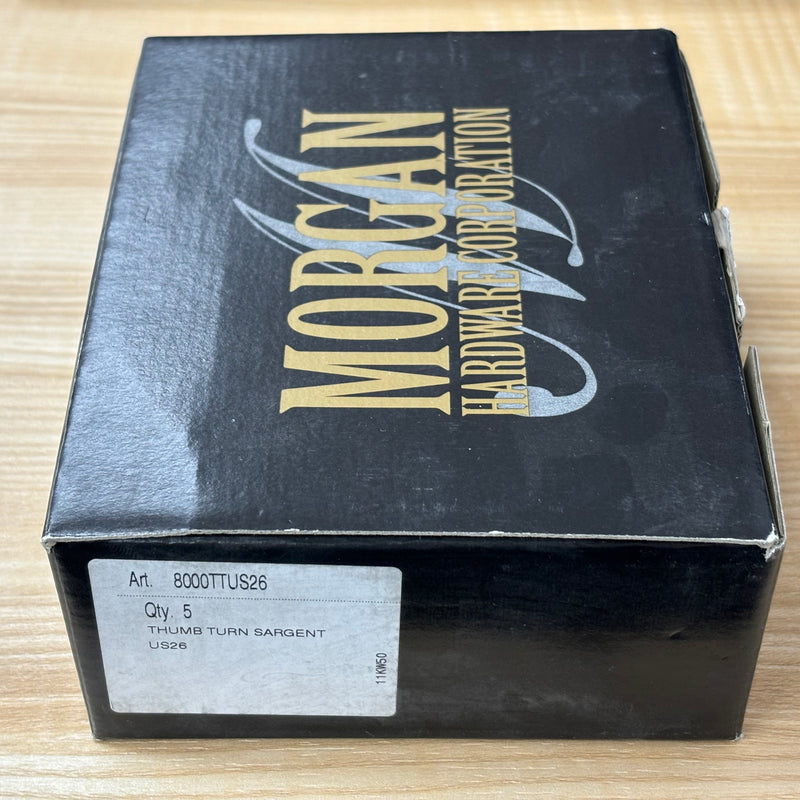 MORGAN
HARDWARE CORPORATION
Art. 8000TTUS26
Qty. 5
THUMB TURN SARGENT
US26
11KW50